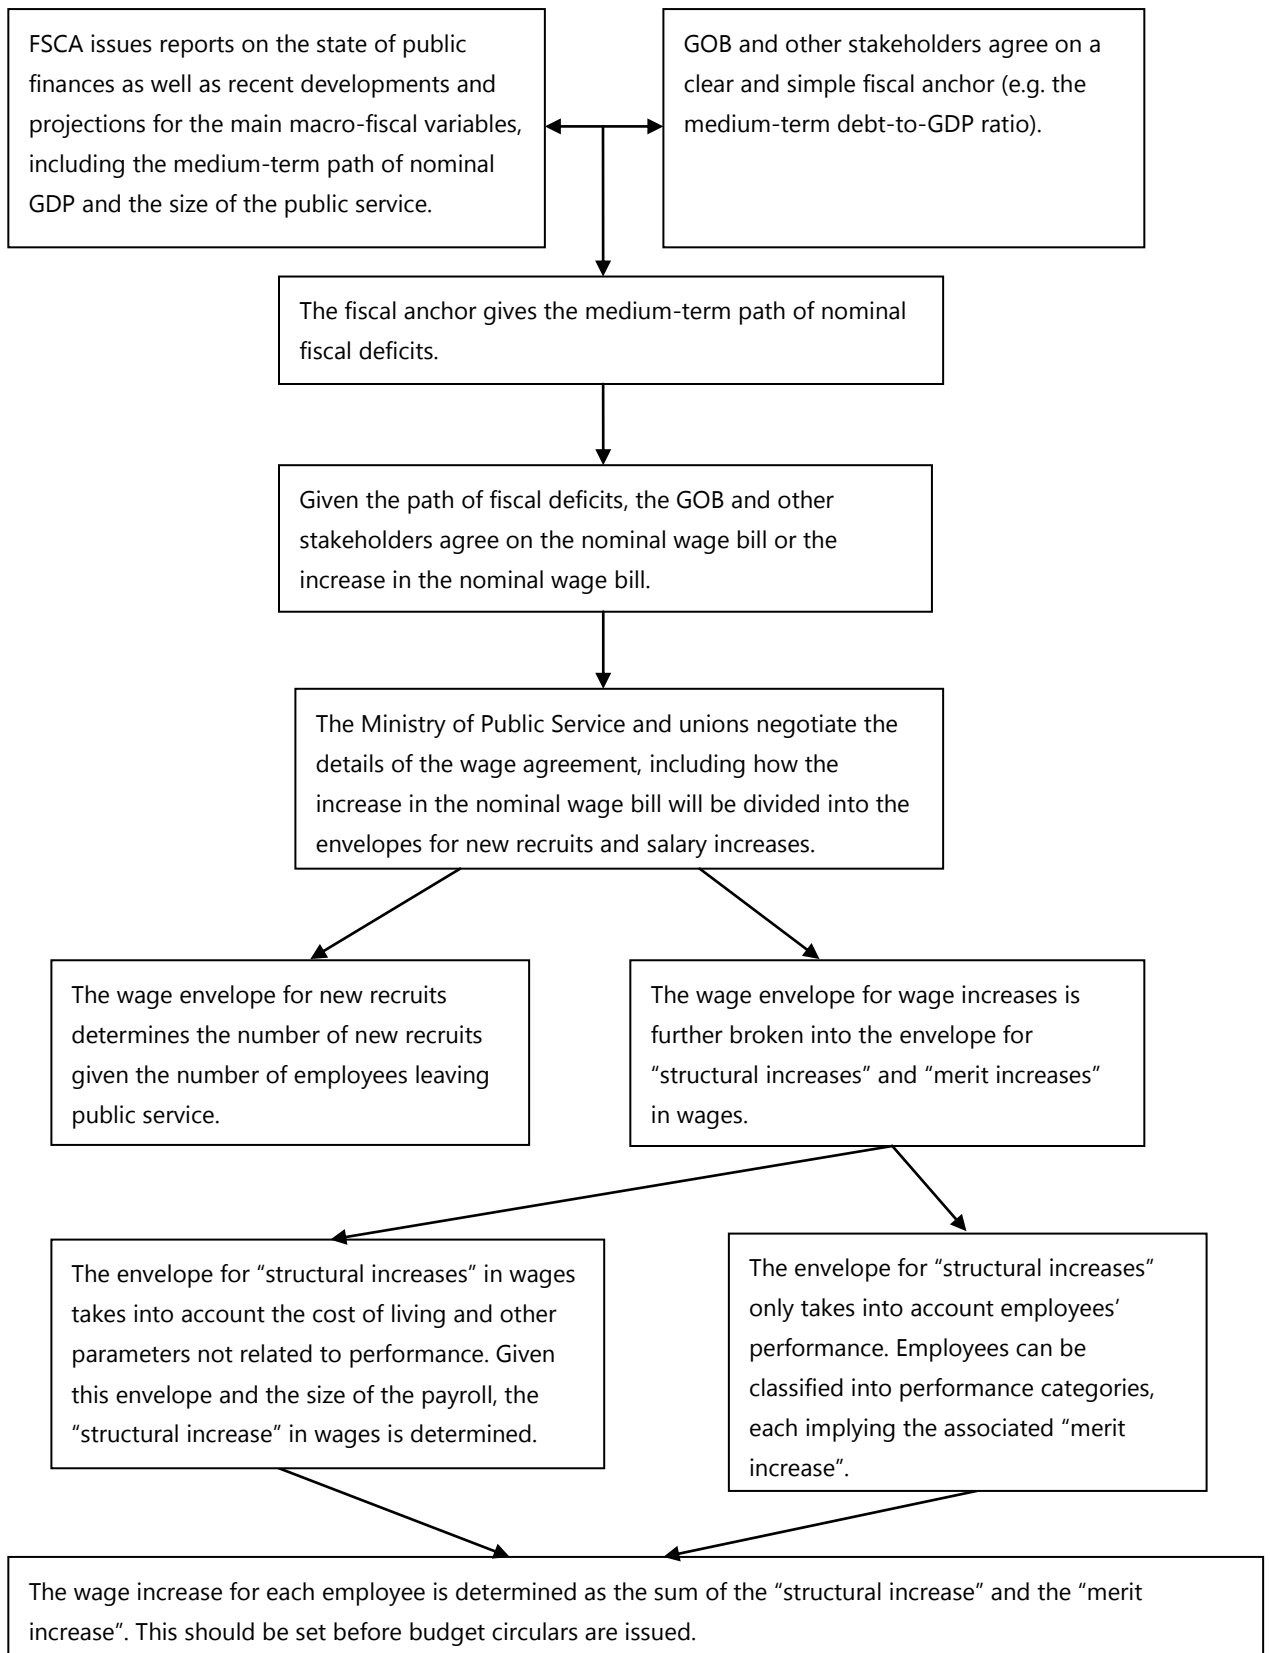 FSCA issues reports on the state of public
finances as well as recent developments and
projections for the main macro-fiscal variables,
including the medium-term path of nominal
GDP and the size of the public service.
GOB and other stakeholders agree on a
clear and simple fiscal anchor (e.g. the
medium-term debt-to-GDP ratio).
The fiscal anchor gives the medium-term path of nominal
fiscal deficits.
Given the path of fiscal deficits, the GOB and other
stakeholders agree on the nominal wage bill or the
increase in the nominal wage bill.
The Ministry of Public Service and unions negotiate the
details of the wage agreement, including how the
increase in the nominal wage bill will be divided into the
envelopes for new recruits and salary increases.
The wage envelope for new recruits
determines the number of new recruits
given the number of employees leaving
public service.
The wage envelope for wage increases is
further broken into the envelope for
“structural increases” and “merit increases”
in wages.
The envelope for “structural increases” in wages
takes into account the cost of living and other
parameters not related to performance. Given
this envelope and the size of the payroll, the
“structural increase” in wages is determined.
The envelope for “structural increases”
only takes into account employees’
performance. Employees can be
classified into performance categories,
each implying the associated “merit
increase”.
The wage increase for each employee is determined as the sum of the “structural increase” and the “merit
increase”. This should be set before budget circulars are issued.